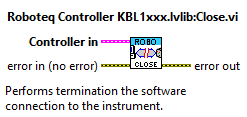 Roboteq Controller KBL1xxx.lvlib:Close.vi
Controller in
ROBO
error in (no error)
error out
CLOSE
Performs termination the software
connection to the instrument.